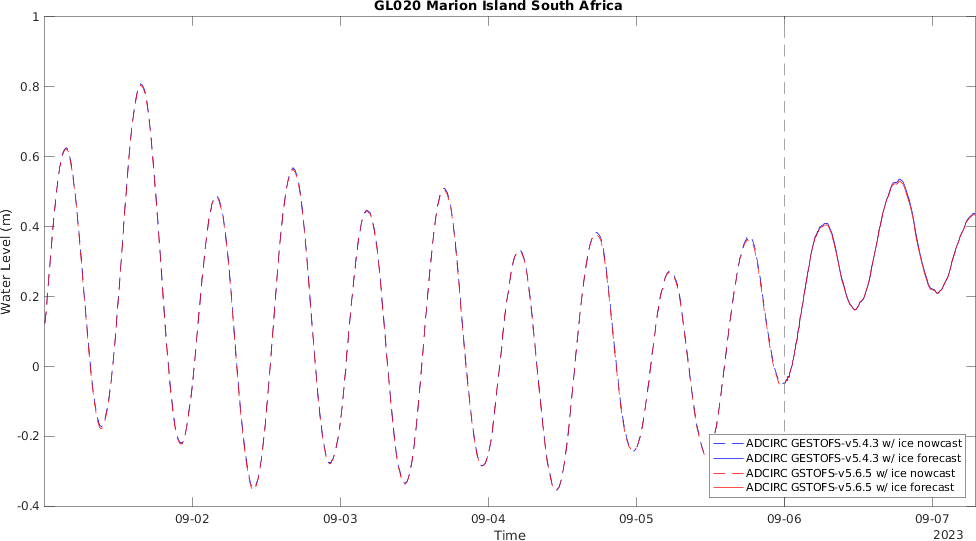 GL020 Marion Island South Africa
1
0.8
0.6
0.4
0.2
0
-0.2
-0.4
Water Level (m)
ADCIRC GESTOFS-v5.4.3 w/ ice nowcast
ADCIRC GESTOFS-v5.4.3 w/ ice forecast
ADCIRC GSTOFS-v5.6.5 w/ ice nowcast
ADCIRC GSTOFS-v5.6.5 w/ ice forecast
09-02 09-03 09-04 09-05 09-06 09-07
Time
2023